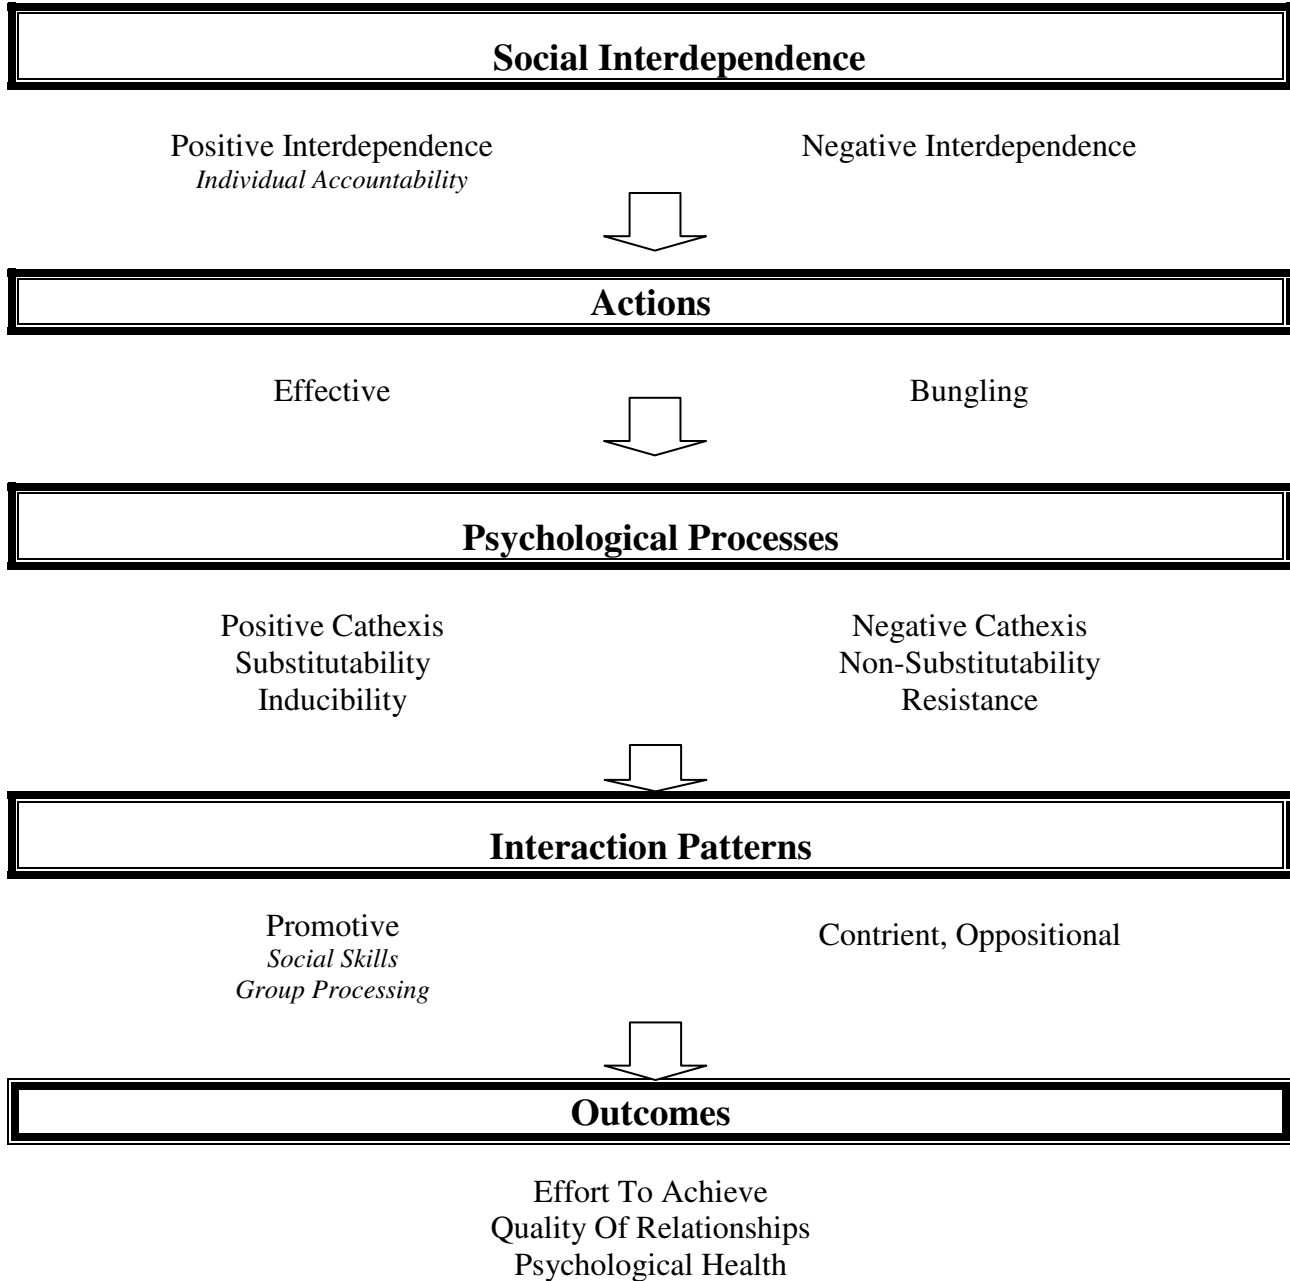 Social Interdependence
Positive Interdependence
Individual Accountability
Negative Interdependence
Actions
Effective
Bungling
Psychological Processes
Positive Cathexis
Substitutability
Inducibility
Negative Cathexis
Non-Substitutability
Resistance
Interaction Patterns
Promotive
Social Skills
Group Processing
Contrient, Oppositional
Outcomes
Effort To Achieve
Quality Of Relationships
Psychological Health